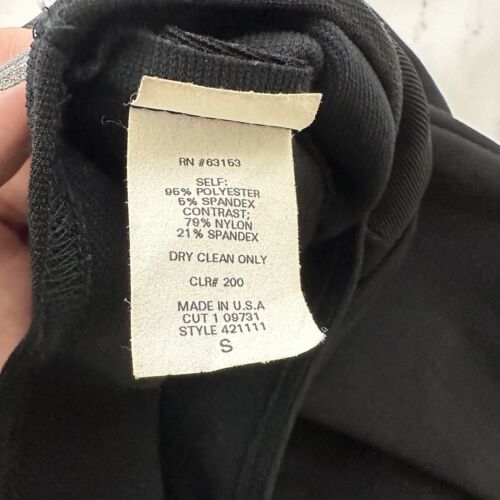 RN #63153
SELF:
95% POLYESTER
5% SPANDEX
CONTRAST;
79% NYLON
21% SPANDEX
DRY CLEAN ONLY
CLR# 200
MADE IN U.S.A
CUT 1 09731
STYLE 421111
S